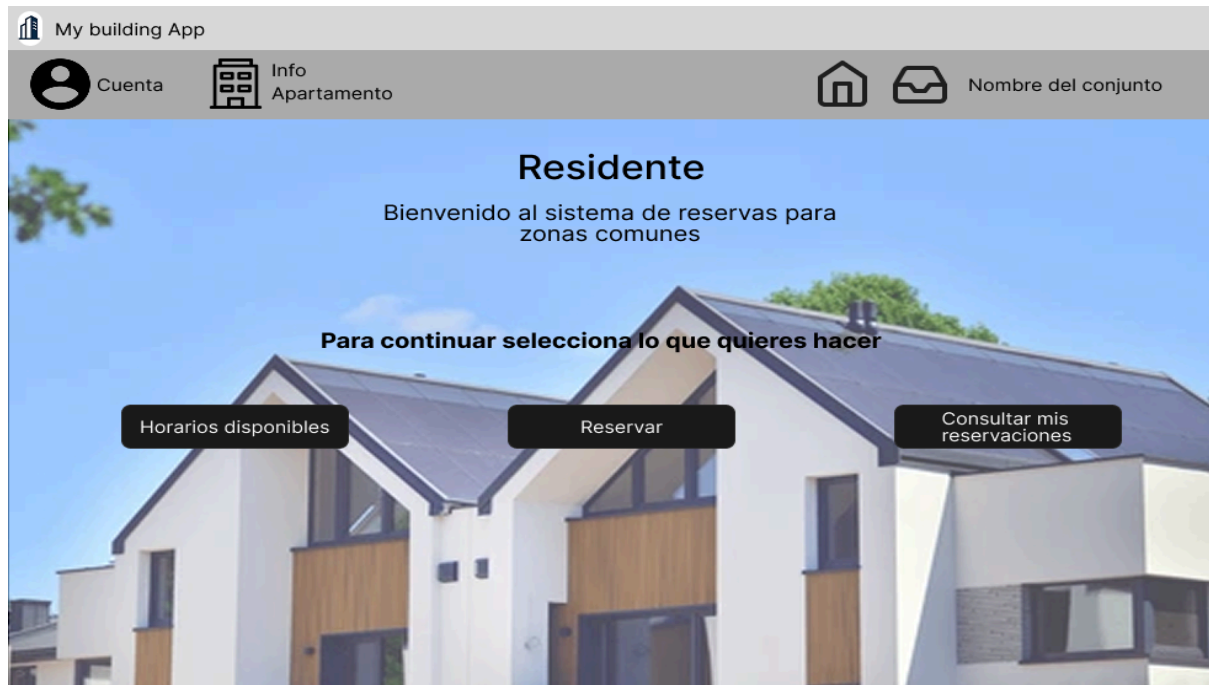 My building App
Cuenta
Info
Apartamento
Nombre del conjunto
Residente
Bienvenido al sistema de reservas para
zonas comunes
Para continuar selecciona lo que quieres hacer
Horarios disponibles
Reservar
Consultar mis
reservaciones